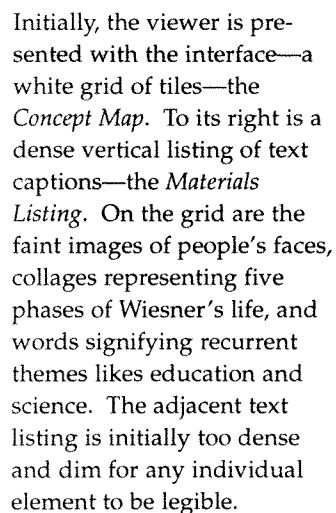 Initially, the viewer is pre-
sented with the interface—a
white grid of tiles—the
Concept Map.  To its right is a
dense vertical listing of text
captions—the Materials
Listing.  On the grid are the
faint images of people's faces,
collages representing five
phases of Wiesner's life, and
words signifying recurrent
themes likes education and
science.  The adjacent text
listing is initially too dense
and dim for any individual
element to be legible.